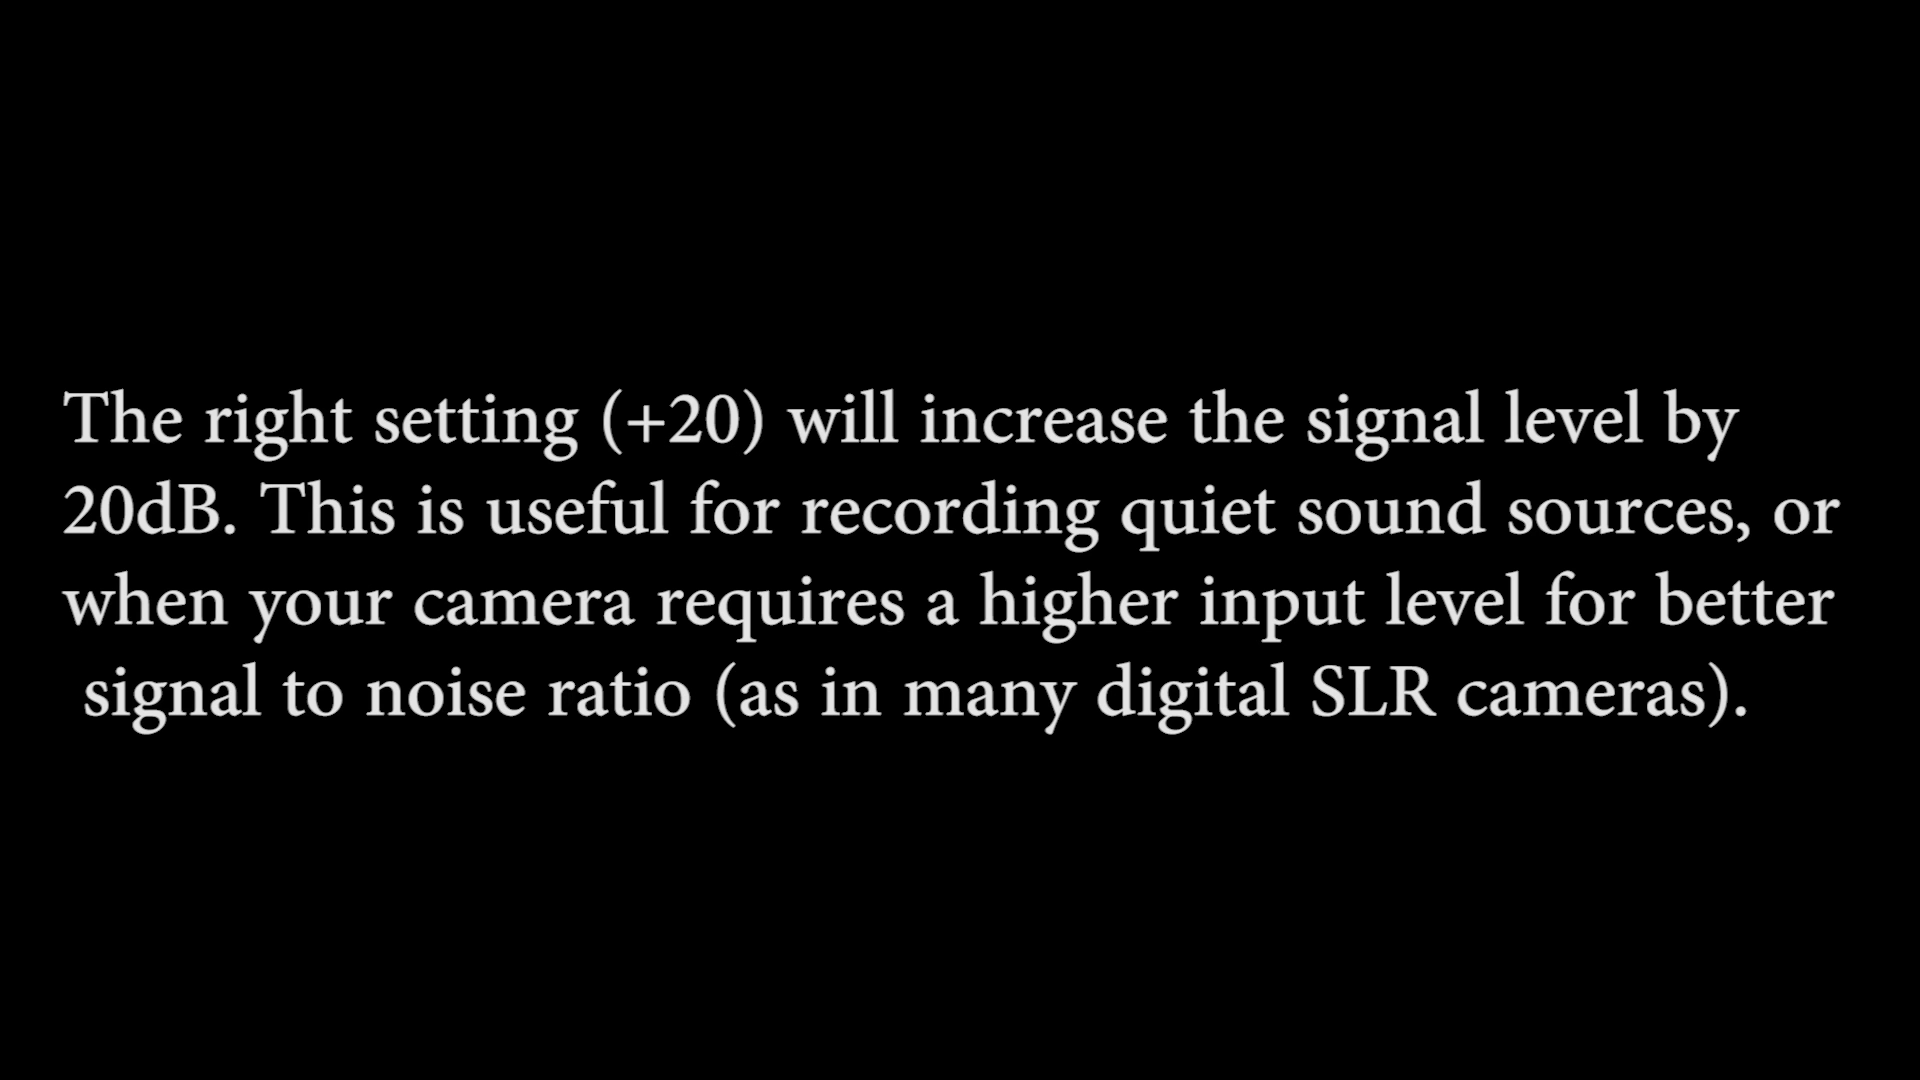 The right setting (+20) will increase the signal level by
20dB. This is useful for recording quiet sound sources, or
when your camera requires a higher input level for better
signal to noise ratio (as in many digital SLR cameras).